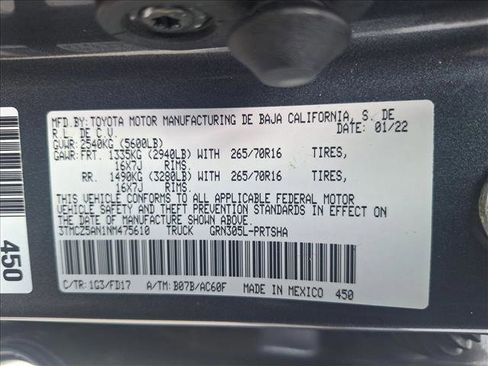 MFD.BY:TOYOTA MOTOR MANUFACTURING DE BAJA CALIFORNIA, S. DE
R.L. DE C.V. DATE: 01/22
GVWR:2540KG (5600LB)
GAWR:FRT. 1335KG (2940LB) WITH 265/70R16 TIRES,
16X7J RIMS
RR. 1490KG (3280LB) WITH 265/70R16 TIRES,
16X7J RIMS
THIS VEHICLE CONFORMS TO ALL APPLICABLE FEDERAL MOTOR
VEHICLE SAFETY AND THEFT PREVENTION STANDARDS IN EFFECT ON
THE DATE OF MANUFACTURE SHOWN ABOVE.
3TMCZ5AN1NM475610 TRUCK GRN305L-PRTSHA
C/TR:1G3/FD17 A/TM:B07B/AC60F MADE IN MEXICO 450
450